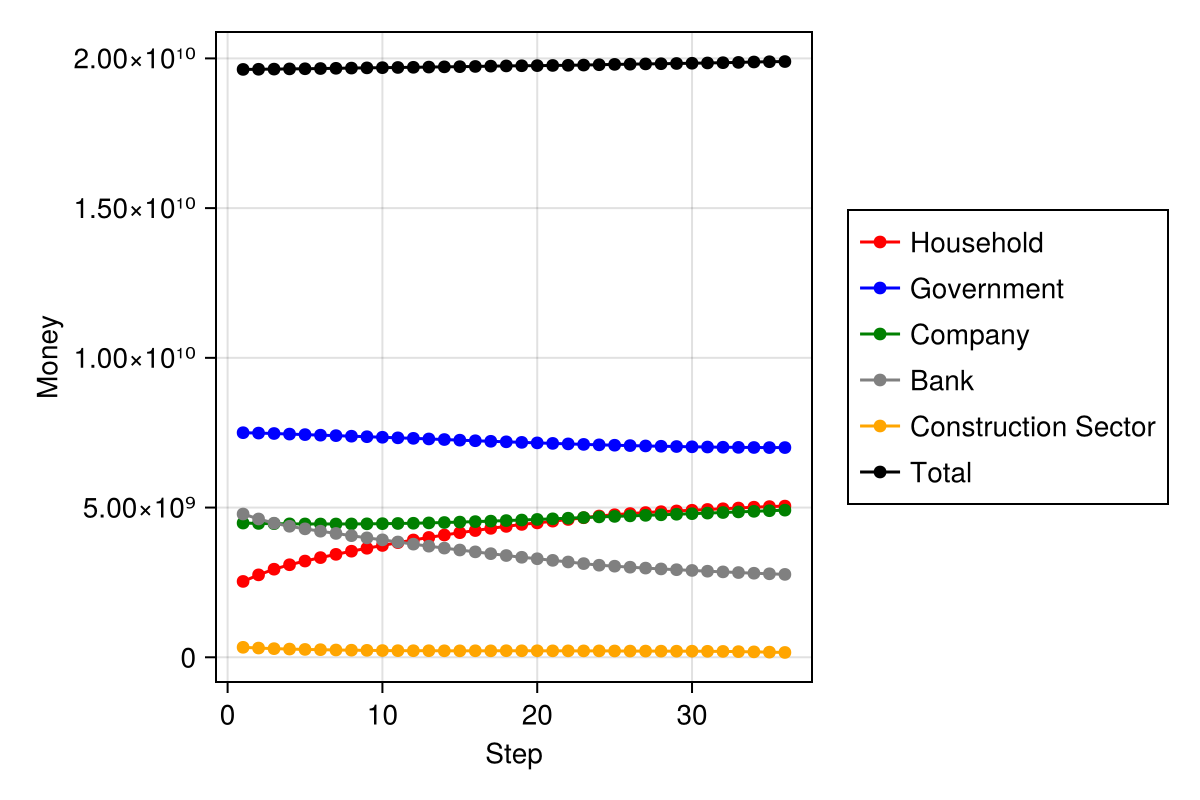 Money
2.00×10¹⁰
1.50×10¹⁰
1.00×10¹⁰
5.00×10⁹
0
0 10 20 30
Step
Household
Government
Company
Bank
Construction Sector
Total